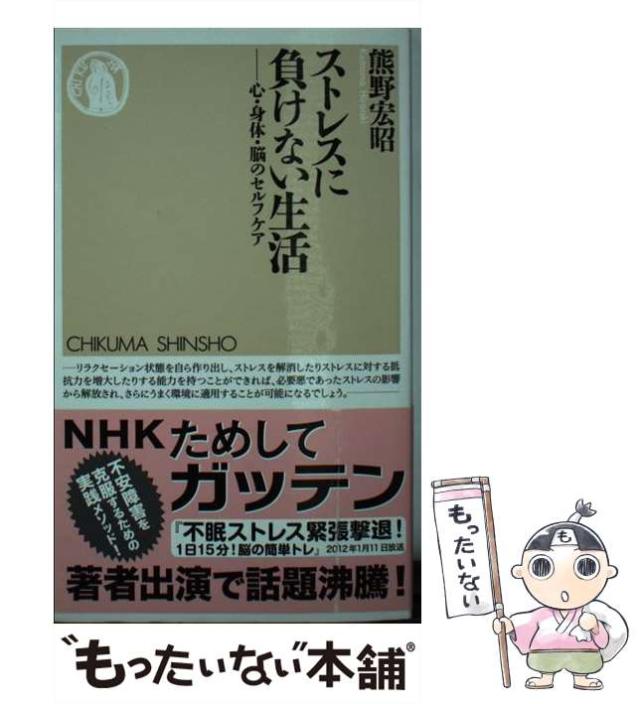 熊野宏昭
ストレスに
負けない生活
──心・身体・脳のセルフケア
CHIKUMA SHINSHO
──リラクセーション状態を自ら作り出し、ストレスを解消したりストレスに対する抵
抗力を増大したりする能力を持つことができれば、必要悪であったストレスの影響
から解放され、さらにうまく環境に適用することが可能になるでしょう。──
NHKためして
ガッテン
不安障害を
克服するための
実践メソッド!
『不眠ストレス緊張撃退!
1日15分!脳の簡単トレ』2012年1月11日放送
著者出演で話題沸騰!
"もったいない"本舗®
もったいない
も